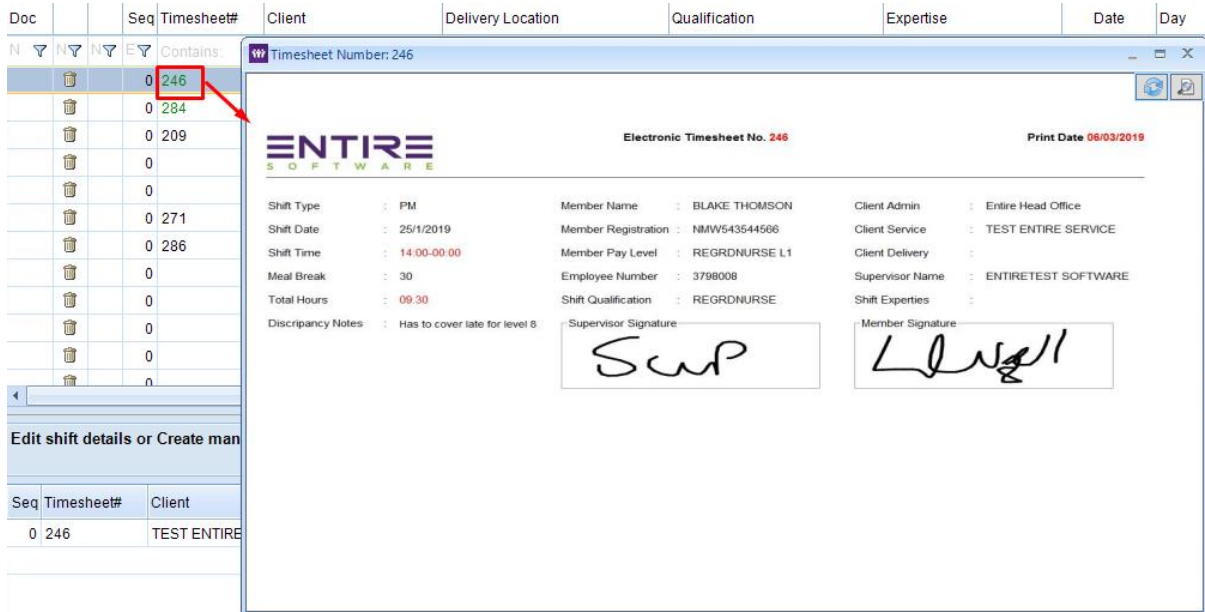 Doc Seq Timesheet# Client Delivery Location Qualification Expertise Date Day
N N N E Contains:
Timesheet Number: 246
0 246
0 284
0 209
0
0
0 271
0 286
0
0
0
0
0
ENTIRE
SOFTWARE
Electronic Timesheet No. 246
Print Date 06/03/2019
Shift Type : PM Member Name : BLAKE THOMSON Client Admin : Entire Head Office
Shift Date : 25/1/2019 Member Registration : NMW543544566 Client Service : TEST ENTIRE SERVICE
Shift Time : 14:00-00:00 Member Pay Level : REGRDNURSE L1 Client Delivery :
Meal Break : 30 Employee Number : 3798008 Supervisor Name : ENTIRETEST SOFTWARE
Total Hours : 09.30 Shift Qualification : REGRDNURSE Shift Experties :
Discripancy Notes : Has to cover late for level 8 Supervisor Signature Member Signature
Edit shift details or Create man
Seq Timesheet# Client
0 246 TEST ENTIRE